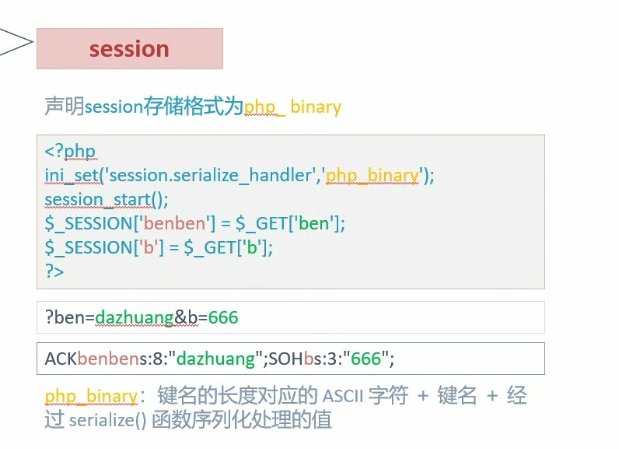 session
声明session存储格式为php_ binary
<?php
ini_set('session.serialize_handler','php_binary');
session_start();
$_SESSION['benben'] = $_GET['ben'];
$_SESSION['b'] = $_GET['b'];
?>
?ben=dazhuang&b=666
ACKbenbens:8:"dazhuang";SOHbs:3:"666";
php_binary：键名的长度对应的 ASCII 字符 + 键名 + 经
过 serialize() 函数序列化处理的值